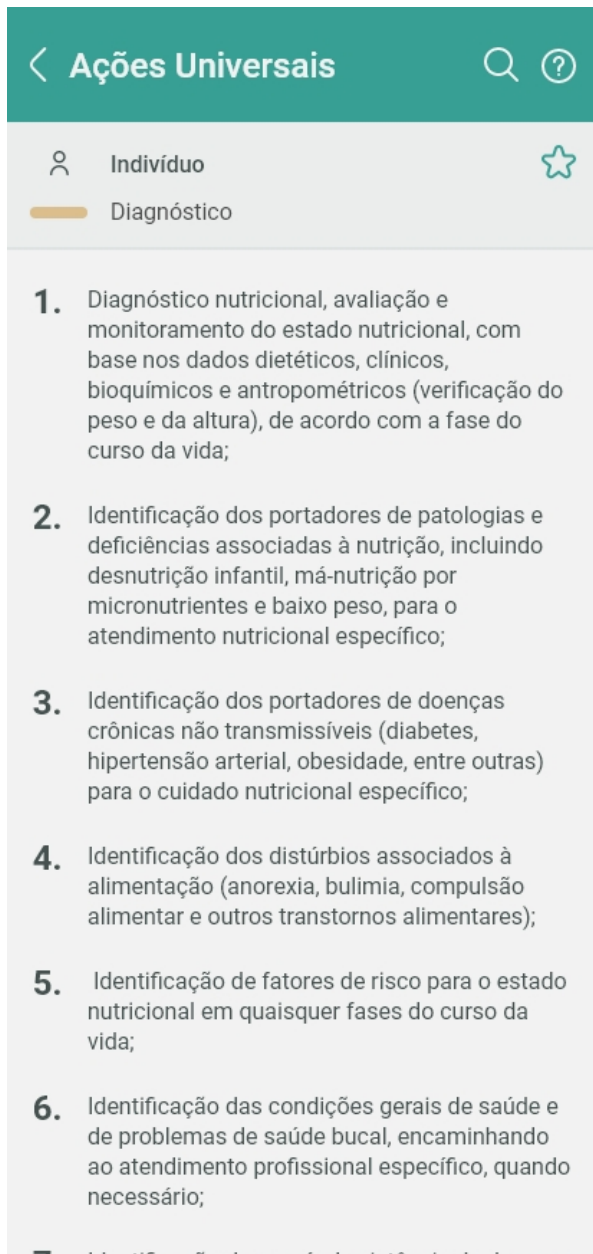 Ações Universais
Indivíduo
Diagnóstico
1. Diagnóstico nutricional, avaliação e
monitoramento do estado nutricional, com
base nos dados dietéticos, clínicos,
bioquímicos e antropométricos (verificação do
peso e da altura), de acordo com a fase do
curso da vida;
2. Identificação dos portadores de patologias e
deficiências associadas à nutrição, incluindo
desnutrição infantil, má-nutrição por
micronutrientes e baixo peso, para o
atendimento nutricional específico;
3. Identificação dos portadores de doenças
crônicas não transmissíveis (diabetes,
hipertensão arterial, obesidade, entre outras)
para o cuidado nutricional específico;
4. Identificação dos distúrbios associados à
alimentação (anorexia, bulimia, compulsão
alimentar e outros transtornos alimentares);
5. Identificação de fatores de risco para o estado
nutricional em quaisquer fases do curso da
vida;
6. Identificação das condições gerais de saúde e
de problemas de saúde bucal, encaminhando
ao atendimento profissional específico, quando
necessário;